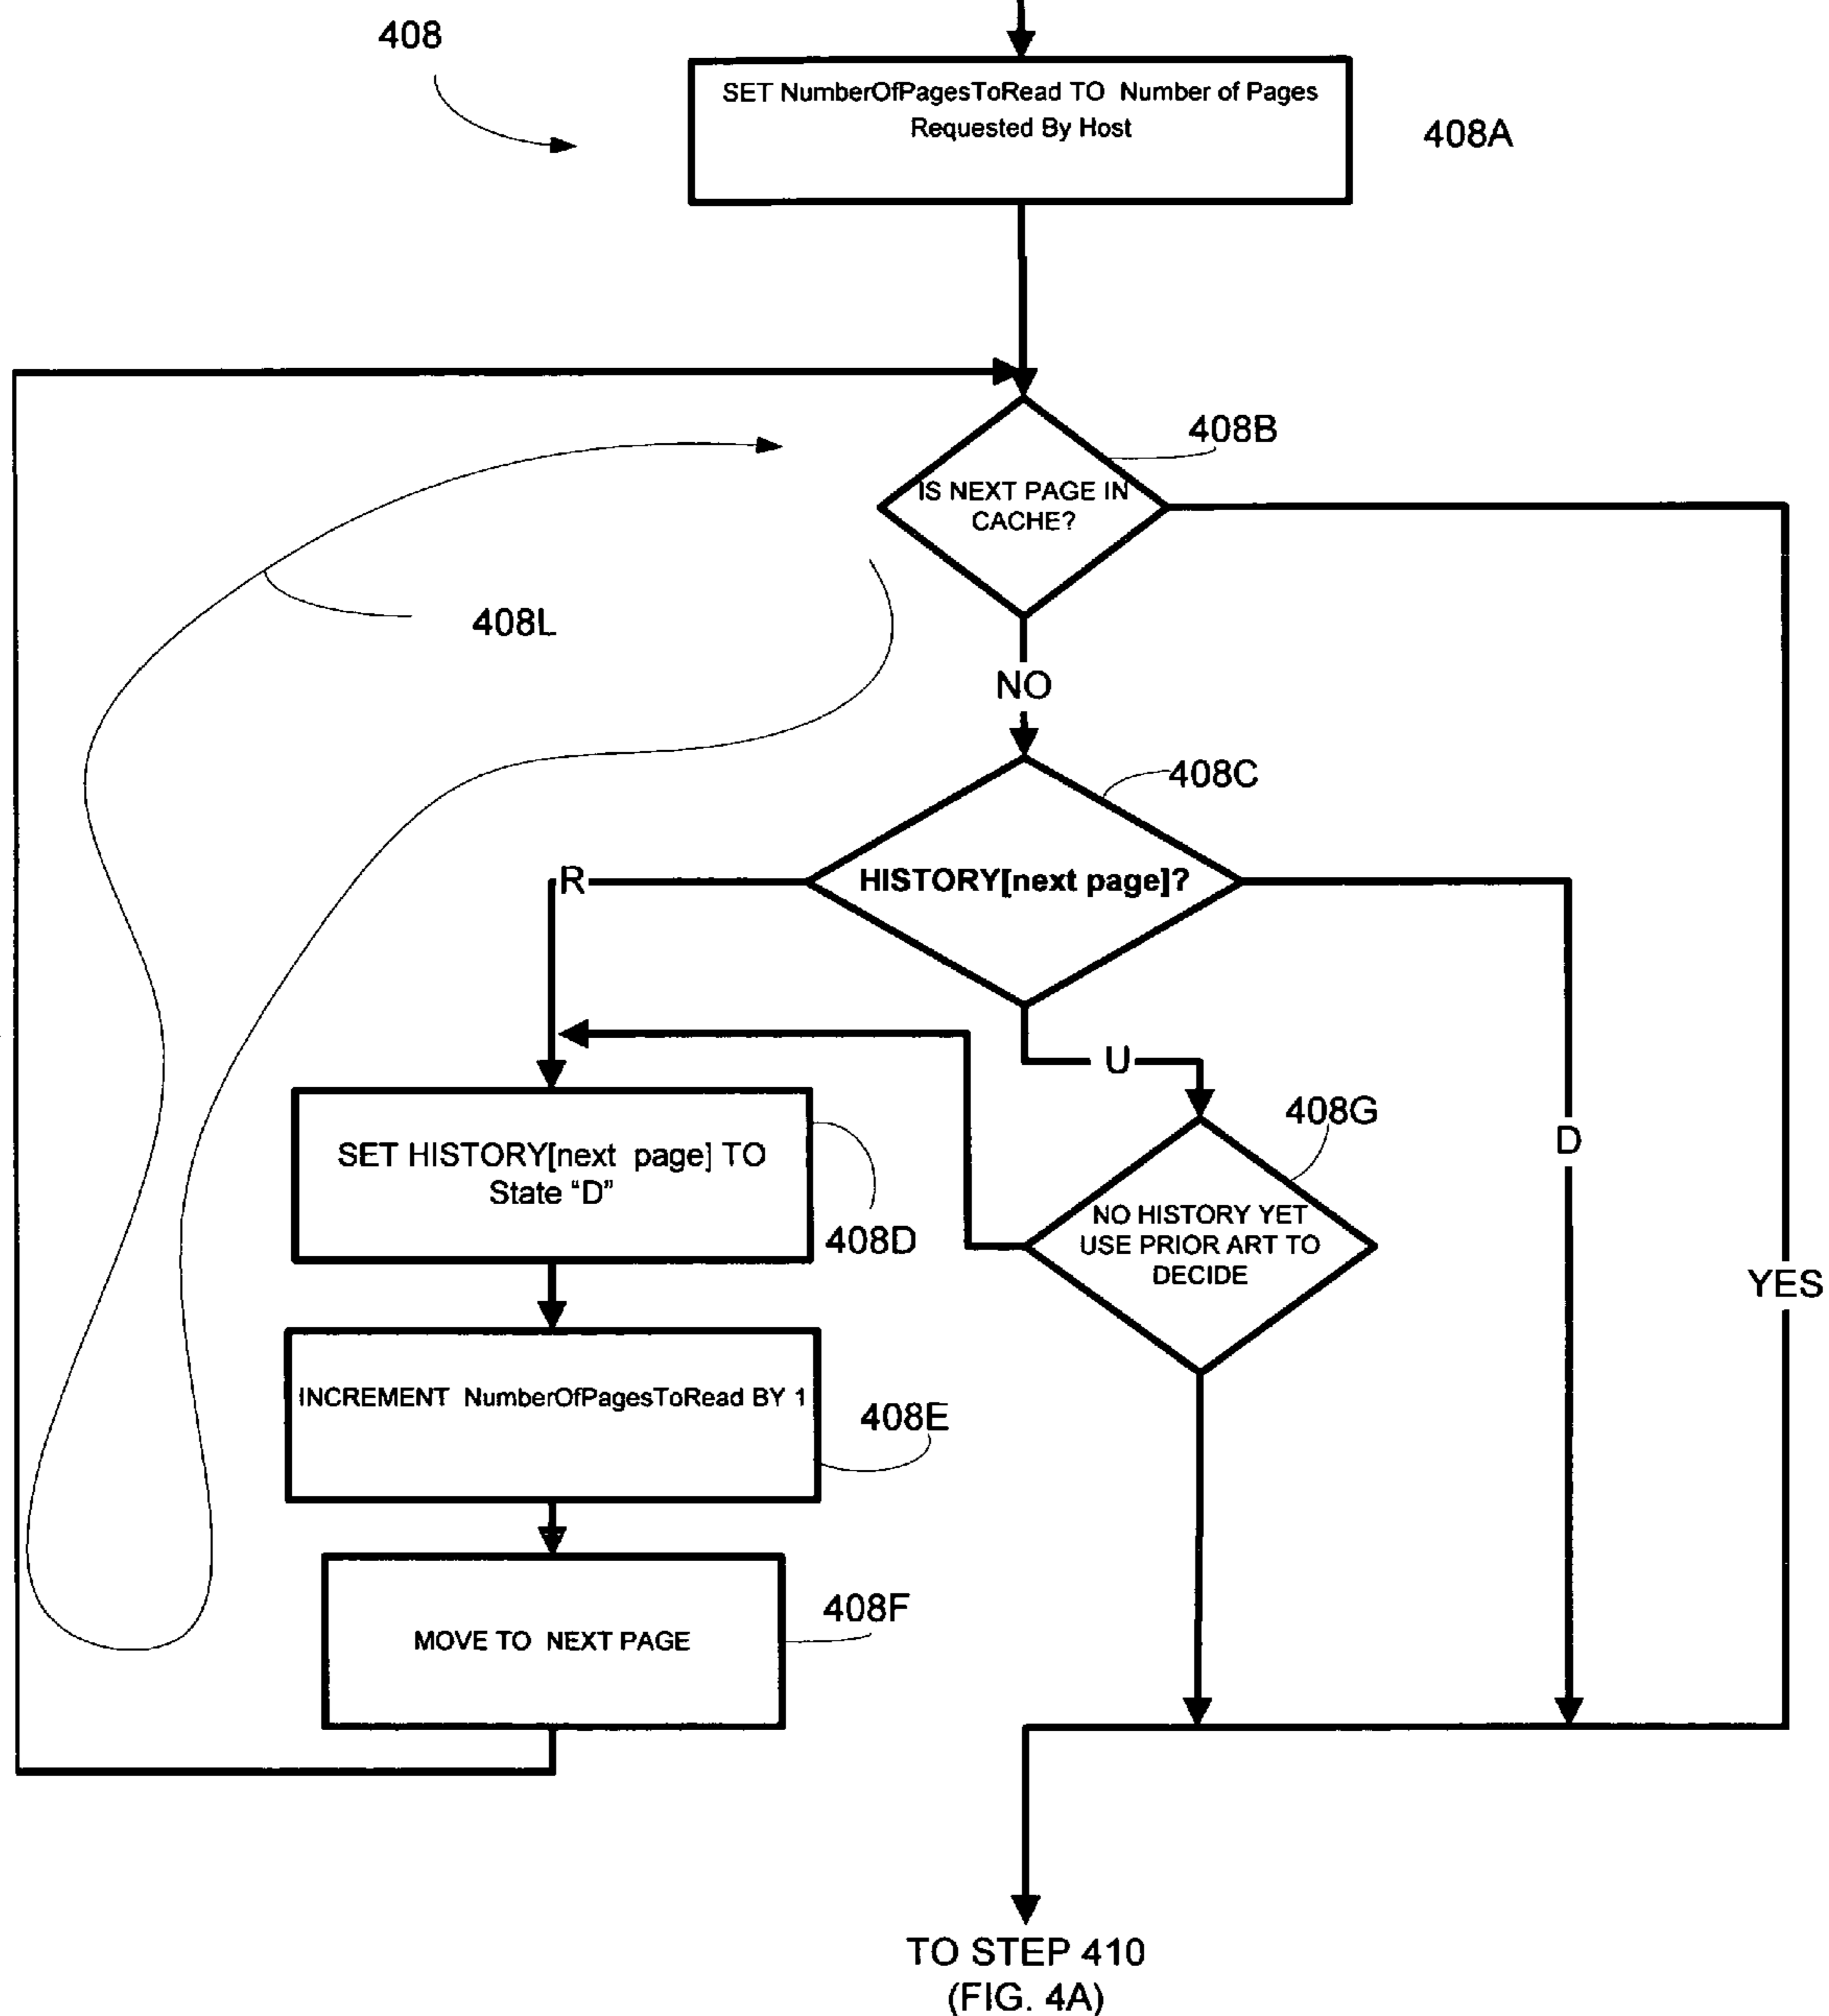 408
SET NumberOfPagesToRead TO Number of Pages
Requested By Host
408A
408B
IS NEXT PAGE IN
CACHE?
408L
NO
408C
HISTORY[next page]?
R
U
408G
D
SET HISTORY[next page] TO
State “D”
408D
NO HISTORY YET
USE PRIOR ART TO
DECIDE
YES
INCREMENT NumberOfPagesToRead BY 1
408E
408F
MOVE TO NEXT PAGE
TO STEP 410
(FIG. 4A)